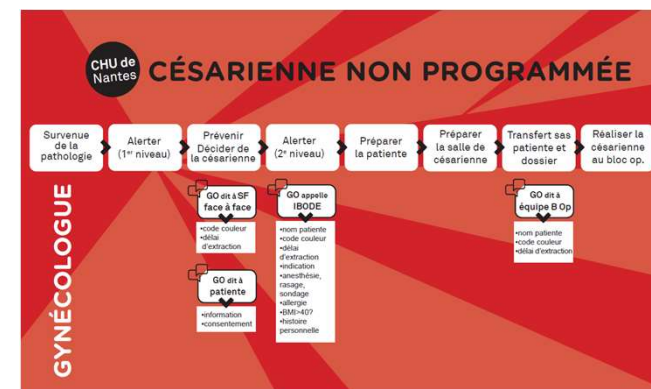 CHU de
Nantes
CÉSARIENNE NON PROGRAMMÉE
Survenue
de la
pathologie
Alerter
(1er niveau)
Prévenir
Décider de
la césarienne
Alerter
(2e niveau)
Préparer
la patiente
Préparer
la salle de
césarienne
Transfert sas
patiente et
dossier
Réaliser la
césarienne
au bloc op.
GYNÉCOLOGUE
GO dit à SF
face à face
•code couleur
•délai
d'extraction
GO dit à
patiente
•information
•consentement
GO appelle
IBODE
•nom patiente
•code couleur
•délai
d'extraction
•indication
•anesthésie,
rasage,
sondage
•allergie
•BMI>40?
•histoire
personnelle
GO dit à
équipe B Op
•nom patiente
•code couleur
•délai d'extraction